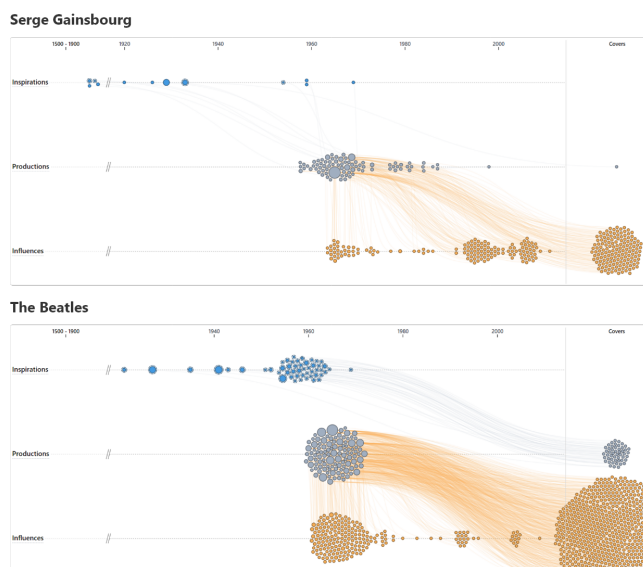 Serge Gainsbourg
1500 - 1900 1920 1940 1960 1980 2000 Covers
Inspirations
Productions
Influences
The Beatles
1500 - 1900 1940 1960 1980 2000 Covers
Inspirations
Productions
Influences